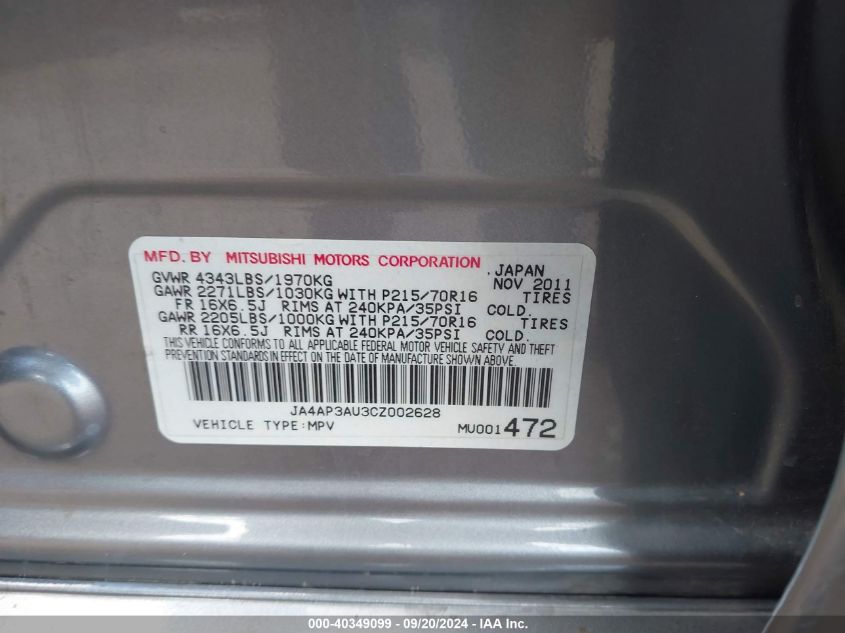 MFD. BY MITSUBISHI MOTORS CORPORATION JAPAN
GVWR 4343LBS/1970KG NOV 2011
GAWR 2271LBS/1030KG WITH P215/70R16 TIRES
FR 16X6.5J RIMS AT 240KPA/35PSI COLD.
GAWR 2205LBS/1000KG WITH P215/70R16 TIRES
RR 16X6.5J RIMS AT 240KPA/35PSI COLD.
THIS VEHICLE CONFORMS TO ALL APPLICABLE FEDERAL MOTOR VEHICLE SAFETY AND THEFT
PREVENTION STANDARDS IN EFFECT ON THE DATE OF MANUFACTURE SHOWN ABOVE.
JA4AP3AU3CZ002628
VEHICLE TYPE:MPV MU001472
000-40349099 - 09/20/2024 - IAA Inc.